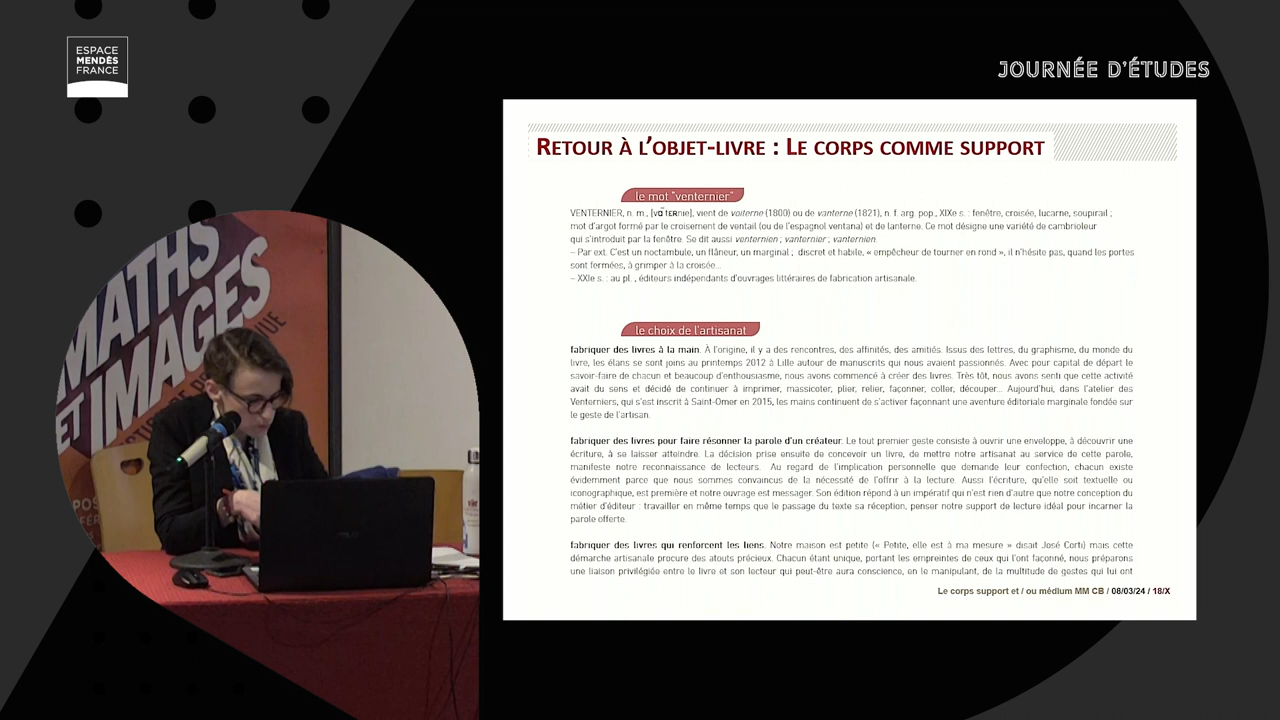 ESPACE
MENDÈS
FRANCE
JOURNÉE D'ÉTUDES
RETOUR À L'OBJET-LIVRE : LE CORPS COMME SUPPORT
le mot "venternier"
VENTERNIER, n. m., [vɑ̃tɛʀnie], vient de voiterne (1800) ou de vanterne (1821), n. f. arg. pop., XIXe s. : fenêtre, croisée, lucarne, soupirail ;
mot d'argot formé par le croisement de ventail (ou de l'espagnol ventana) et de lanterne. Ce mot désigne une variété de cambrioleur
qui s'introduit par la fenêtre. Se dit aussi venternien ; vanternier ; vanternien.
– Par ext. C'est un noctambule, un flâneur, un marginal ; discret et habile, « empêcheur de tourner en rond », il n'hésite pas, quand les portes
sont fermées, à grimper à la croisée...
– XXIe s. : au pl. , éditeurs indépendants d'ouvrages littéraires de fabrication artisanale.
le choix de l'artisanat
fabriquer des livres à la main. À l'origine, il y a des rencontres, des affinités, des amitiés. Issus des lettres, du graphisme, du monde du
livre, les élans se sont joins au printemps 2012 à Lille autour de manuscrits qui nous avaient passionnés. Avec pour capital de départ le
savoir-faire de chacun et beaucoup d'enthousiasme, nous avons commencé à créer des livres. Très tôt, nous avons senti que cette activité
avait du sens et décidé de continuer à imprimer, massicoter, plier, relier, façonner, coller, découper... Aujourd'hui, dans l'atelier des
Venterniers, qui s'est inscrit à Saint-Omer en 2015, les mains continuent de s'activer façonnant une aventure éditoriale marginale fondée sur
le geste de l'artisan.
fabriquer des livres pour faire résonner la parole d'un créateur. Le tout premier geste consiste à ouvrir une enveloppe, à découvrir une
écriture, à se laisser atteindre. La décision prise ensuite de concevoir un livre, de mettre notre artisanat au service de cette parole,
manifeste notre reconnaissance de lecteurs. Au regard de l'implication personnelle que demande leur confection, chacun existe
évidemment parce que nous sommes convaincus de la nécessité de l'offrir à la lecture. Aussi l'écriture, qu'elle soit textuelle ou
iconographique, est première et notre ouvrage est messager. Son édition répond à un impératif qui n'est rien d'autre que notre conception du
métier d'éditeur : travailler en même temps que le passage du texte sa réception, penser notre support de lecture idéal pour incarner la
parole offerte.
fabriquer des livres qui renforcent les liens. Notre maison est petite (« Petite, elle est à ma mesure » disait José Corti) mais cette
démarche artisanale procure des atouts précieux. Chacun étant unique, portant les empreintes de ceux qui l'ont façonné, nous préparons
une liaison privilégiée entre le livre et son lecteur qui peut-être aura conscience, en le manipulant, de la multitude de gestes qui lui ont
Le corps support et / ou médium MM CB / 08/03/24 / 18/X
MATHS
ET IMAGES